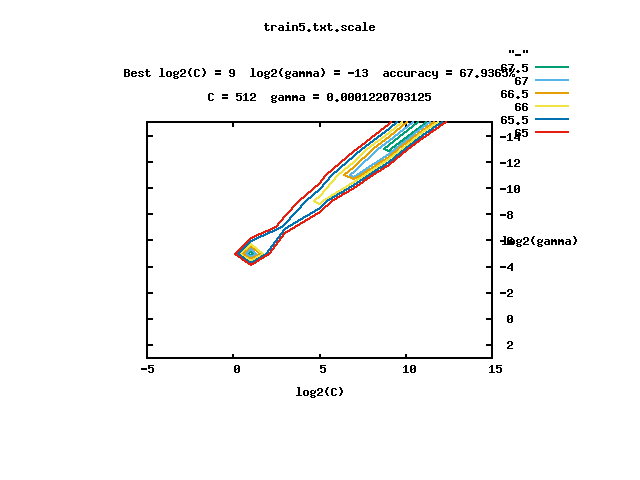 train5.txt.scale
"-"
Best log2(C) = 9  log2(gamma) = -13  accuracy = 67.9365%
67.5
67
66.5
66
65.5
65
C = 512  gamma = 0.0001220703125
-14
-12
-10
-8
-6
-4
-2
0
2
log2(gamma)
-5 0 5 10 15
log2(C)